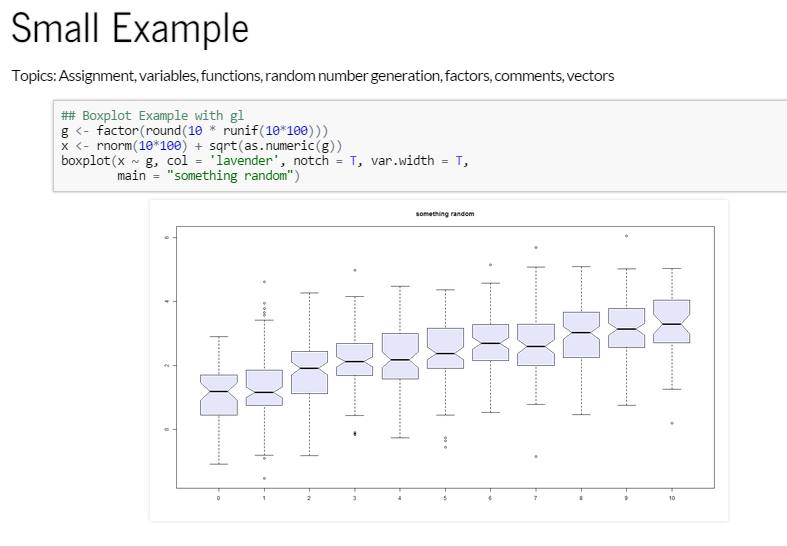 Small Example
Topics: Assignment, variables, functions, random number generation, factors, comments, vectors
## Boxplot Example with gl
g <- factor(round(10 * runif(10*100)))
x <- rnorm(10*100) + sqrt(as.numeric(g))
boxplot(x ~ g, col = 'lavender', notch = T, var.width = T,
        main = "something random")
something random
6
4
2
0
0 1 2 3 4 5 6 7 8 9 10